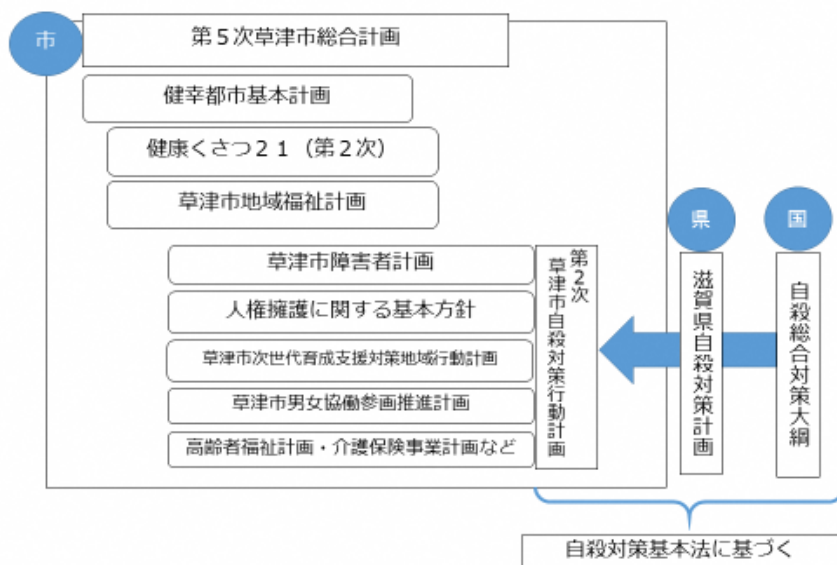 市
第５次草津市総合計画
健幸都市基本計画
健康くさつ２１（第２次）
草津市地域福祉計画
草津市障害者計画
人権擁護に関する基本方針
草津市次世代育成支援対策地域行動計画
草津市男女協働参画推進計画
高齢者福祉計画・介護保険事業計画など
第２次
草津市自殺対策行動計画
県
滋賀県自殺対策計画
国
自殺総合対策大綱
自殺対策基本法に基づく